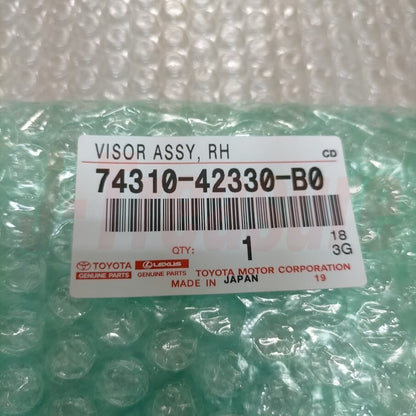 VISOR ASSY, RH
CD
74310-42330-B0
QTY: 1
18
3G
TOYOTA LEXUS
GENUINE PARTS GENUINE PARTS
TOYOTA MOTOR CORPORATION
MADE IN JAPAN 19